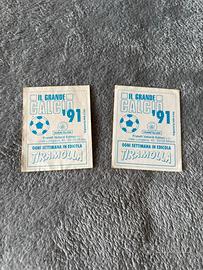 IL GRANDE
CALCIO
'91
OGNI SETTIMANA IN EDICOLA
TIRAMOLLA
IL GRANDE
CALCIO
'91
OGNI SETTIMANA IN EDICOLA
TIRAMOLLA